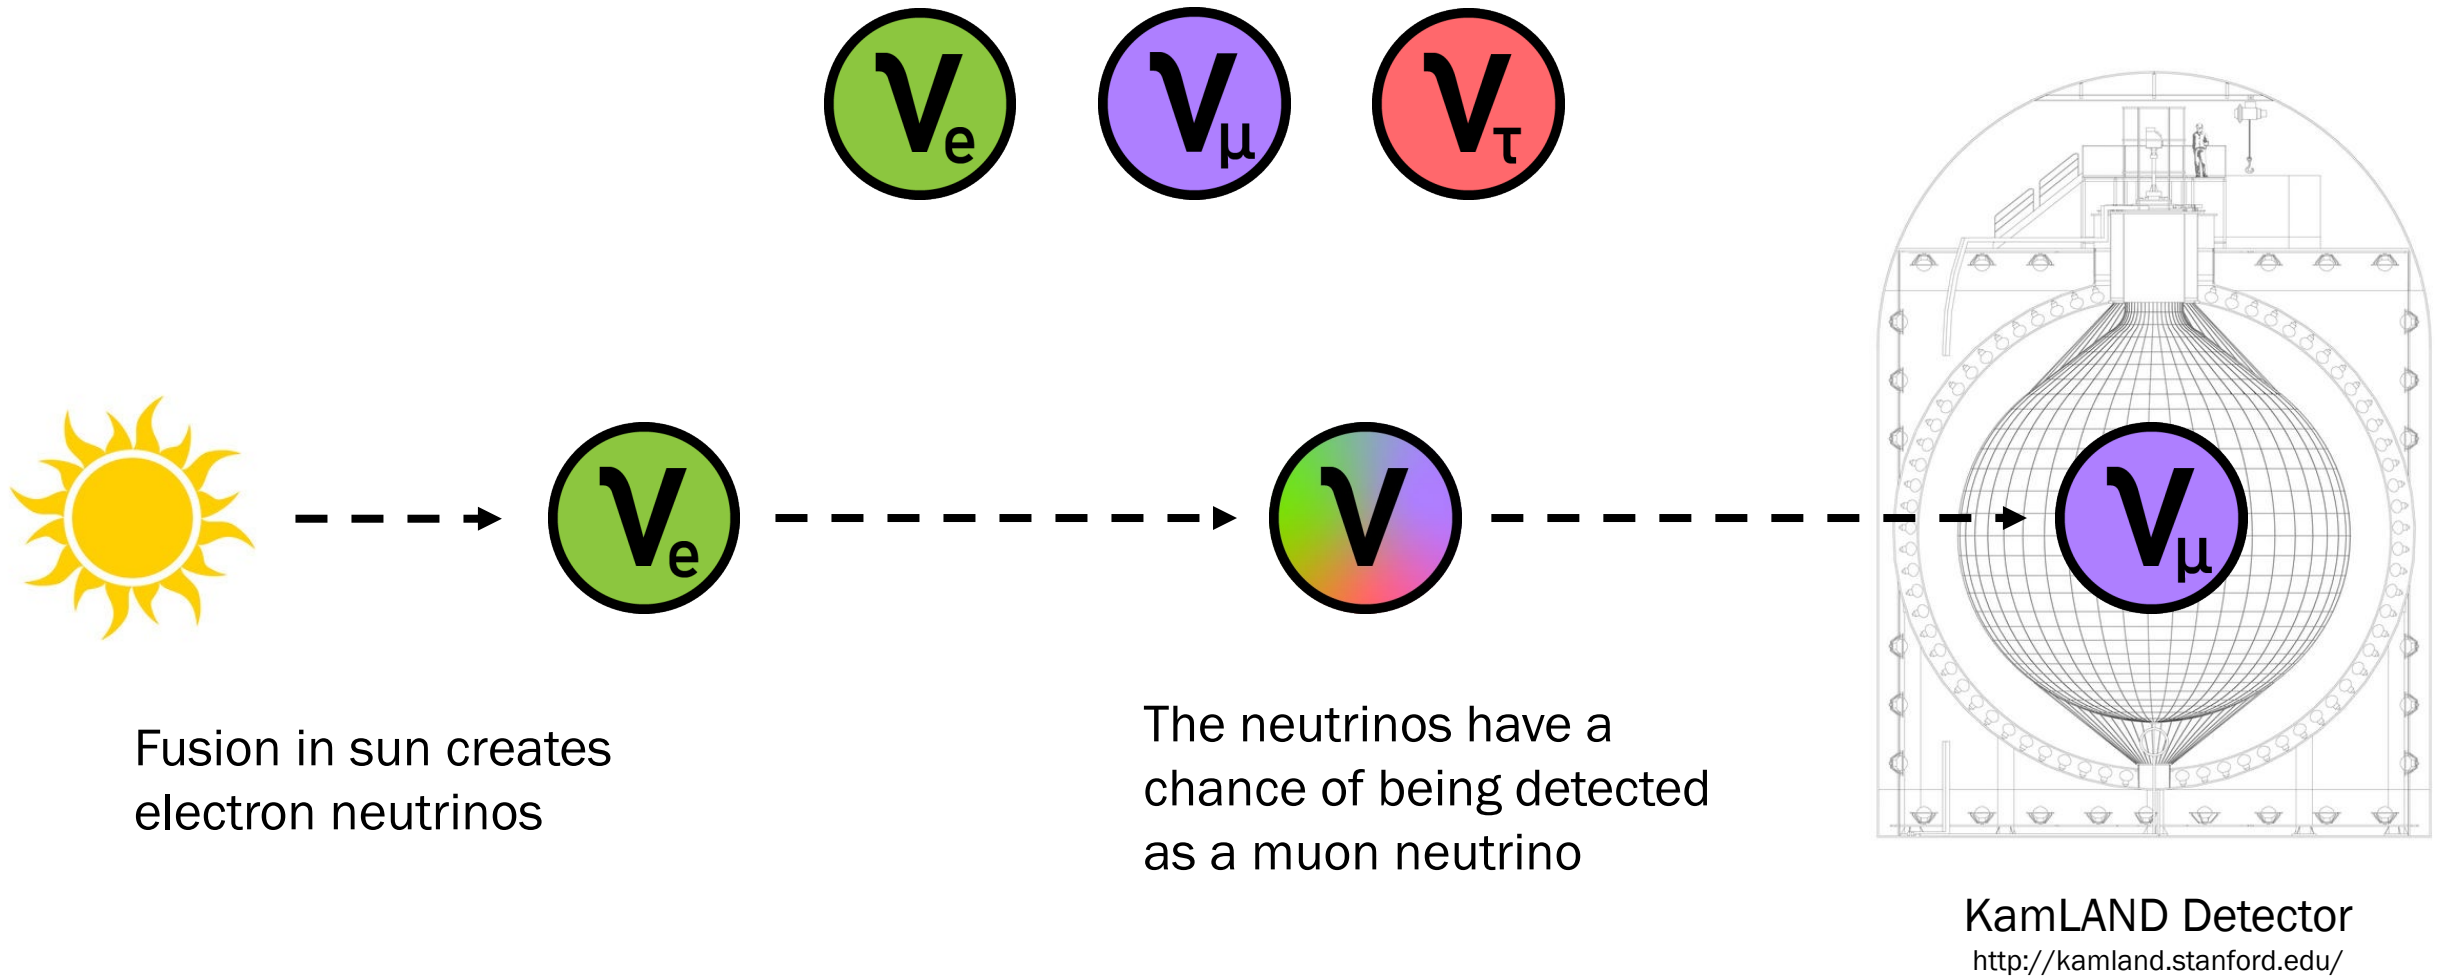 νe νμ ντ
νe ν νμ
Fusion in sun creates
electron neutrinos
The neutrinos have a
chance of being detected
as a muon neutrino
KamLAND Detector
http://kamland.stanford.edu/